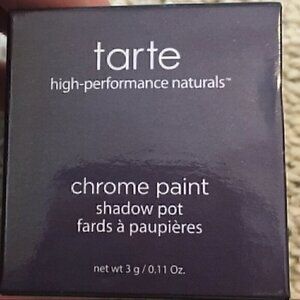 tarte
high-performance naturals™
chrome paint
shadow pot
fards à paupières
net wt 3 g / 0.11 Oz.